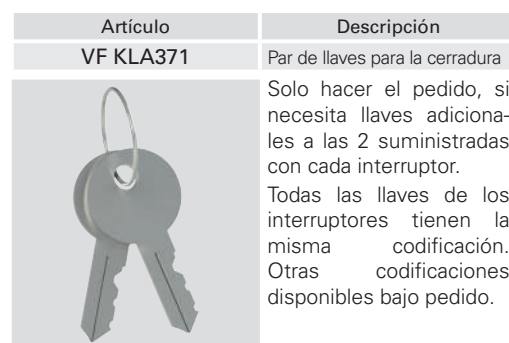 Artículo Descripción
VF KLA371 Par de llaves para la cerradura
Solo hacer el pedido, si
necesita llaves adiciona-
les a las 2 suministradas
con cada interruptor.
Todas las llaves de los
interruptores tienen la
misma codificación.
Otras codificaciones
disponibles bajo pedido.